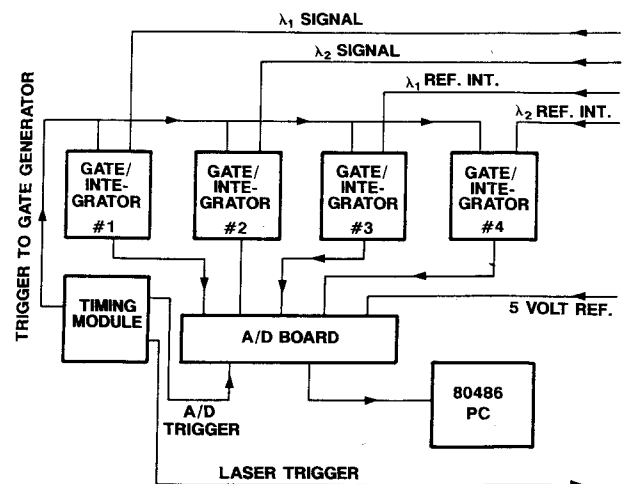 λ1 SIGNAL
λ2 SIGNAL
λ1 REF. INT.
λ2 REF. INT.
TRIGGER TO GATE GENERATOR
GATE/
INTE-
GRATOR
#1
GATE/
INTE-
GRATOR
#2
GATE/
INTE-
GRATOR
#3
GATE/
INTE-
GRATOR
#4
TIMING
MODULE
5 VOLT REF.
A/D BOARD
A/D
TRIGGER
80486
PC
LASER TRIGGER